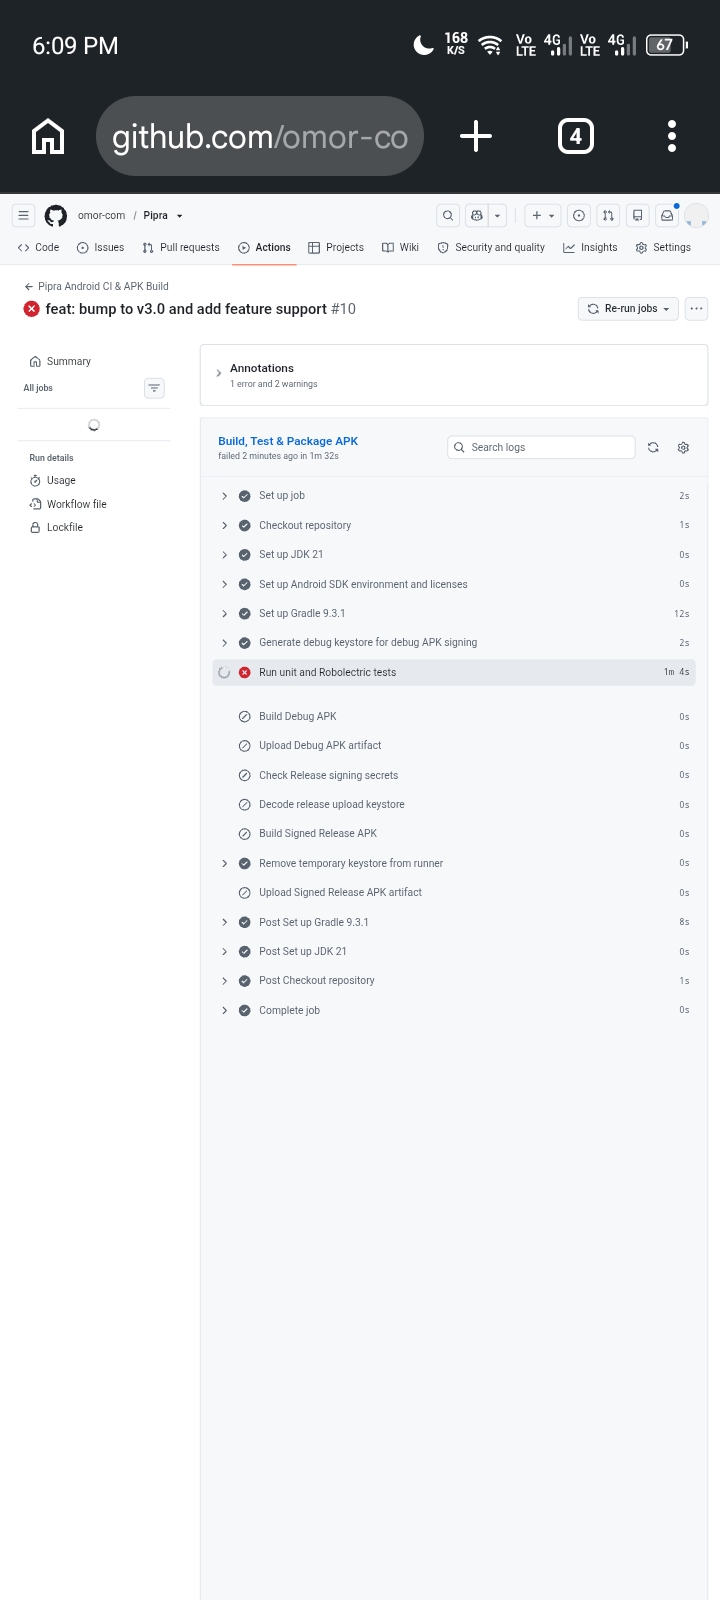 6:09 PM
168 K/S Vo LTE 4G Vo LTE 4G 67
github.com/omor-co
4
omor-com / Pipra
Code Issues Pull requests Actions Projects Wiki Security and quality Insights Settings
Pipra Android CI & APK Build
feat: bump to v3.0 and add feature support #10
Re-run jobs
Summary
All jobs
Run details
Usage
Workflow file
Lockfile
Annotations
1 error and 2 warnings
Build, Test & Package APK
failed 2 minutes ago in 1m 32s
Search logs
Set up job 2s
Checkout repository 1s
Set up JDK 21 0s
Set up Android SDK environment and licenses 0s
Set up Gradle 9.3.1 12s
Generate debug keystore for debug APK signing 2s
Run unit and Robolectric tests 1m 4s
Build Debug APK 0s
Upload Debug APK artifact 0s
Check Release signing secrets 0s
Decode release upload keystore 0s
Build Signed Release APK 0s
Remove temporary keystore from runner 0s
Upload Signed Release APK artifact 0s
Post Set up Gradle 9.3.1 8s
Post Set up JDK 21 0s
Post Checkout repository 1s
Complete job 0s